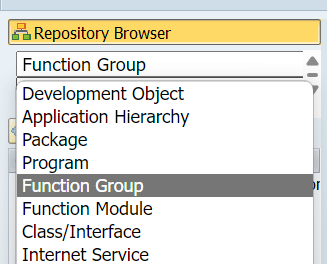 Repository Browser
Function Group
Development Object
Application Hierarchy
Package
Program
Function Group
Function Module
Class/Interface
Internet Service